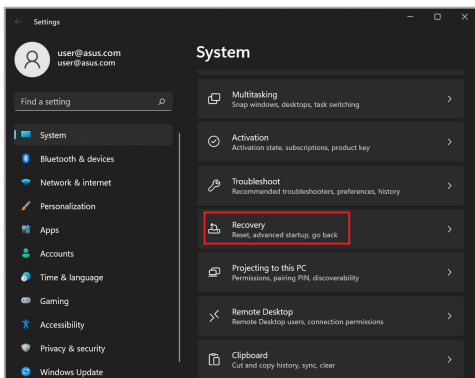 Settings
user@asus.com
user@asus.com
Find a setting
System
Bluetooth & devices
Network & internet
Personalization
Apps
Accounts
Time & language
Gaming
Accessibility
Privacy & security
Windows Update
System
Multitasking
Snap windows, desktops, task switching
Activation
Activation state, subscriptions, product key
Troubleshoot
Recommended troubleshooters, preferences, history
Recovery
Reset, advanced startup, go back
Projecting to this PC
Permissions, pairing PIN, discoverability
Remote Desktop
Remote Desktop users, connection permissions
Clipboard
Cut and copy history, sync, clear